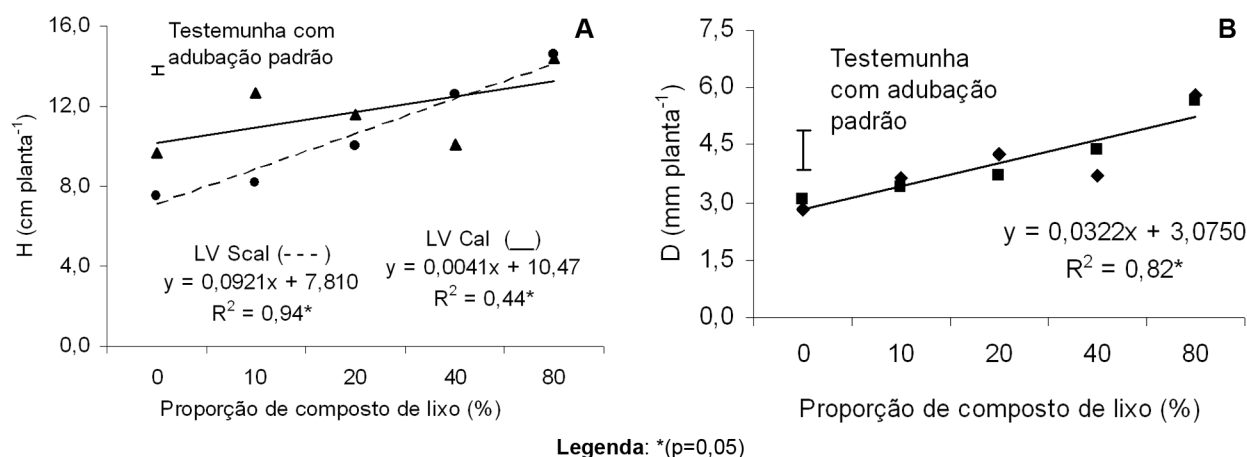 A
Testemunha com
adubação padrão
16,0
12,0
8,0
4,0
0,0
H (cm planta⁻¹)
LV Scal (- - -)
y = 0,0921x + 7,810
R² = 0,94*
LV Cal (__)
y = 0,0041x + 10,47
R² = 0,44*
0 10 20 40 80
Proporção de composto de lixo (%)
B
Testemunha
com adubação
padrão
7,5
6,0
4,5
3,0
1,5
0,0
D (mm planta⁻¹)
y = 0,0322x + 3,0750
R² = 0,82*
0 10 20 40 80
Proporção de composto de lixo (%)
Legenda: *(p=0,05)